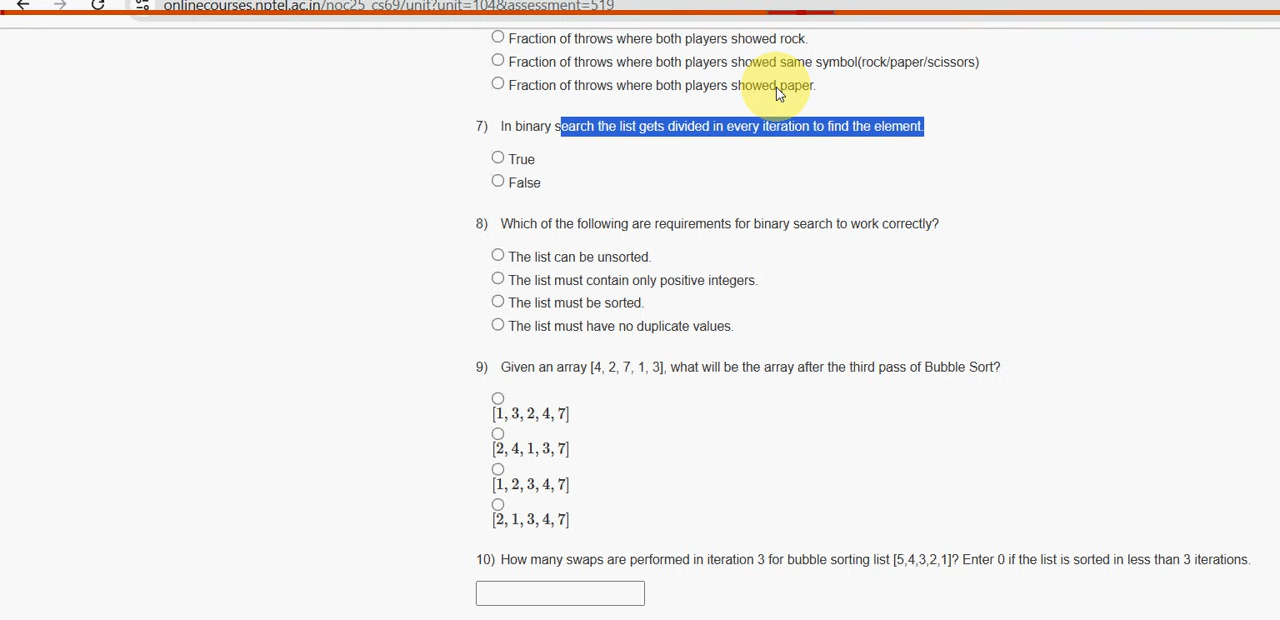 onlinecourses.nptel.ac.in/noc25_cs69/unit?unit=104&assessment=519
Fraction of throws where both players showed rock.
Fraction of throws where both players showed same symbol(rock/paper/scissors)
Fraction of throws where both players showed paper.
7) In binary search the list gets divided in every iteration to find the element.
True
False
8) Which of the following are requirements for binary search to work correctly?
The list can be unsorted.
The list must contain only positive integers.
The list must be sorted.
The list must have no duplicate values.
9) Given an array [4, 2, 7, 1, 3], what will be the array after the third pass of Bubble Sort?
[1, 3, 2, 4, 7]
[2, 4, 1, 3, 7]
[1, 2, 3, 4, 7]
[2, 1, 3, 4, 7]
10) How many swaps are performed in iteration 3 for bubble sorting list [5,4,3,2,1]? Enter 0 if the list is sorted in less than 3 iterations.